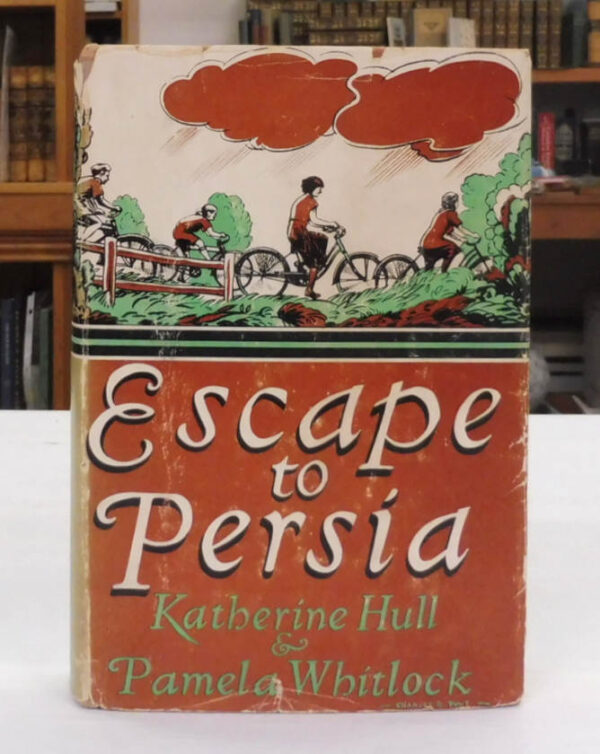 Escape
to
Persia
Katherine Hull
&
Pamela Whitlock